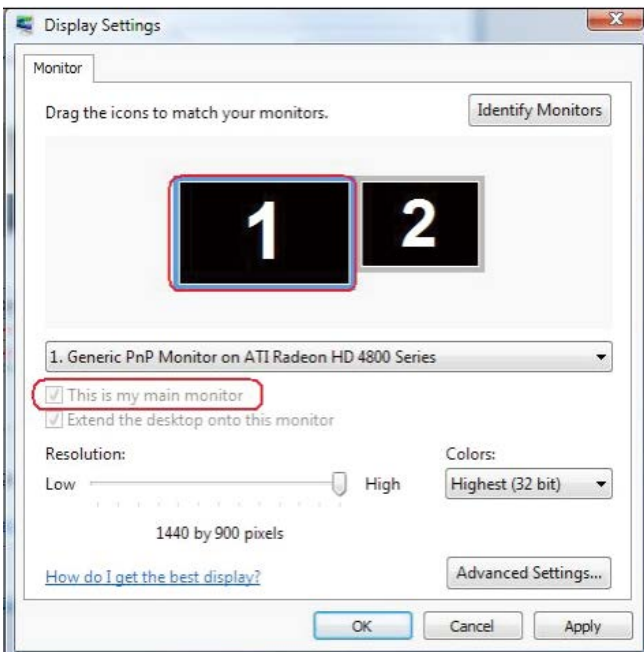 Display Settings
Monitor
Drag the icons to match your monitors.
Identify Monitors
1
2
1. Generic PnP Monitor on ATI Radeon HD 4800 Series
This is my main monitor
Extend the desktop onto this monitor
Resolution:
Colors:
Low
High
Highest (32 bit)
1440 by 900 pixels
How do I get the best display?
Advanced Settings...
OK
Cancel
Apply